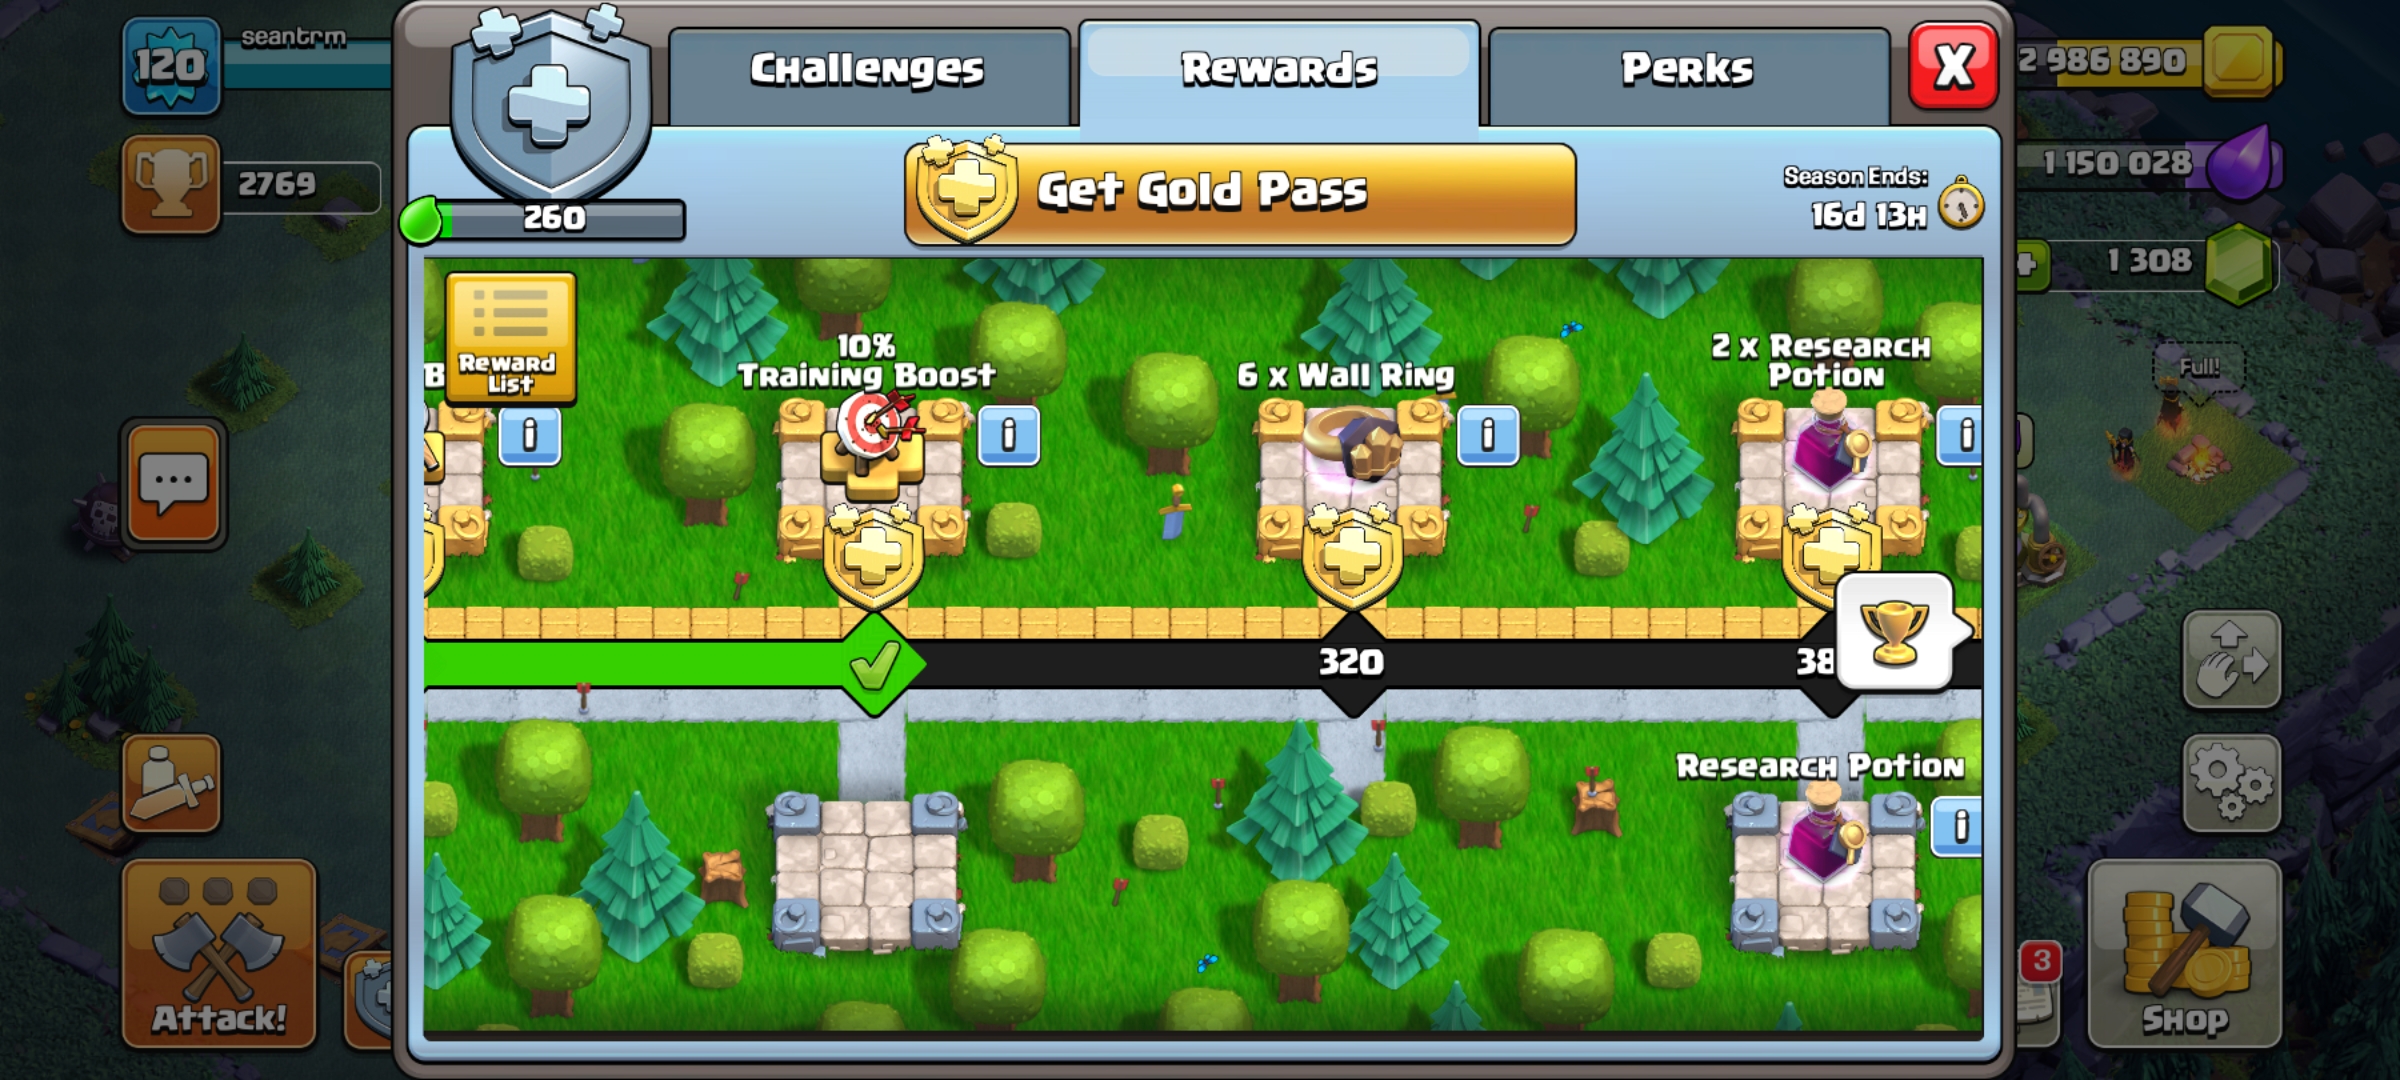 120
seantrm
2769
Challenges
Rewards
Perks
X
2 986 890
1 150 028
1 308
260
Get Gold Pass
Season Ends:
16d 13h
Reward
List
B
10%
Training Boost
6 x Wall Ring
2 x Research
Potion
i
i
i
i
Full!
320
38
Research Potion
i
Attack!
3
Shop